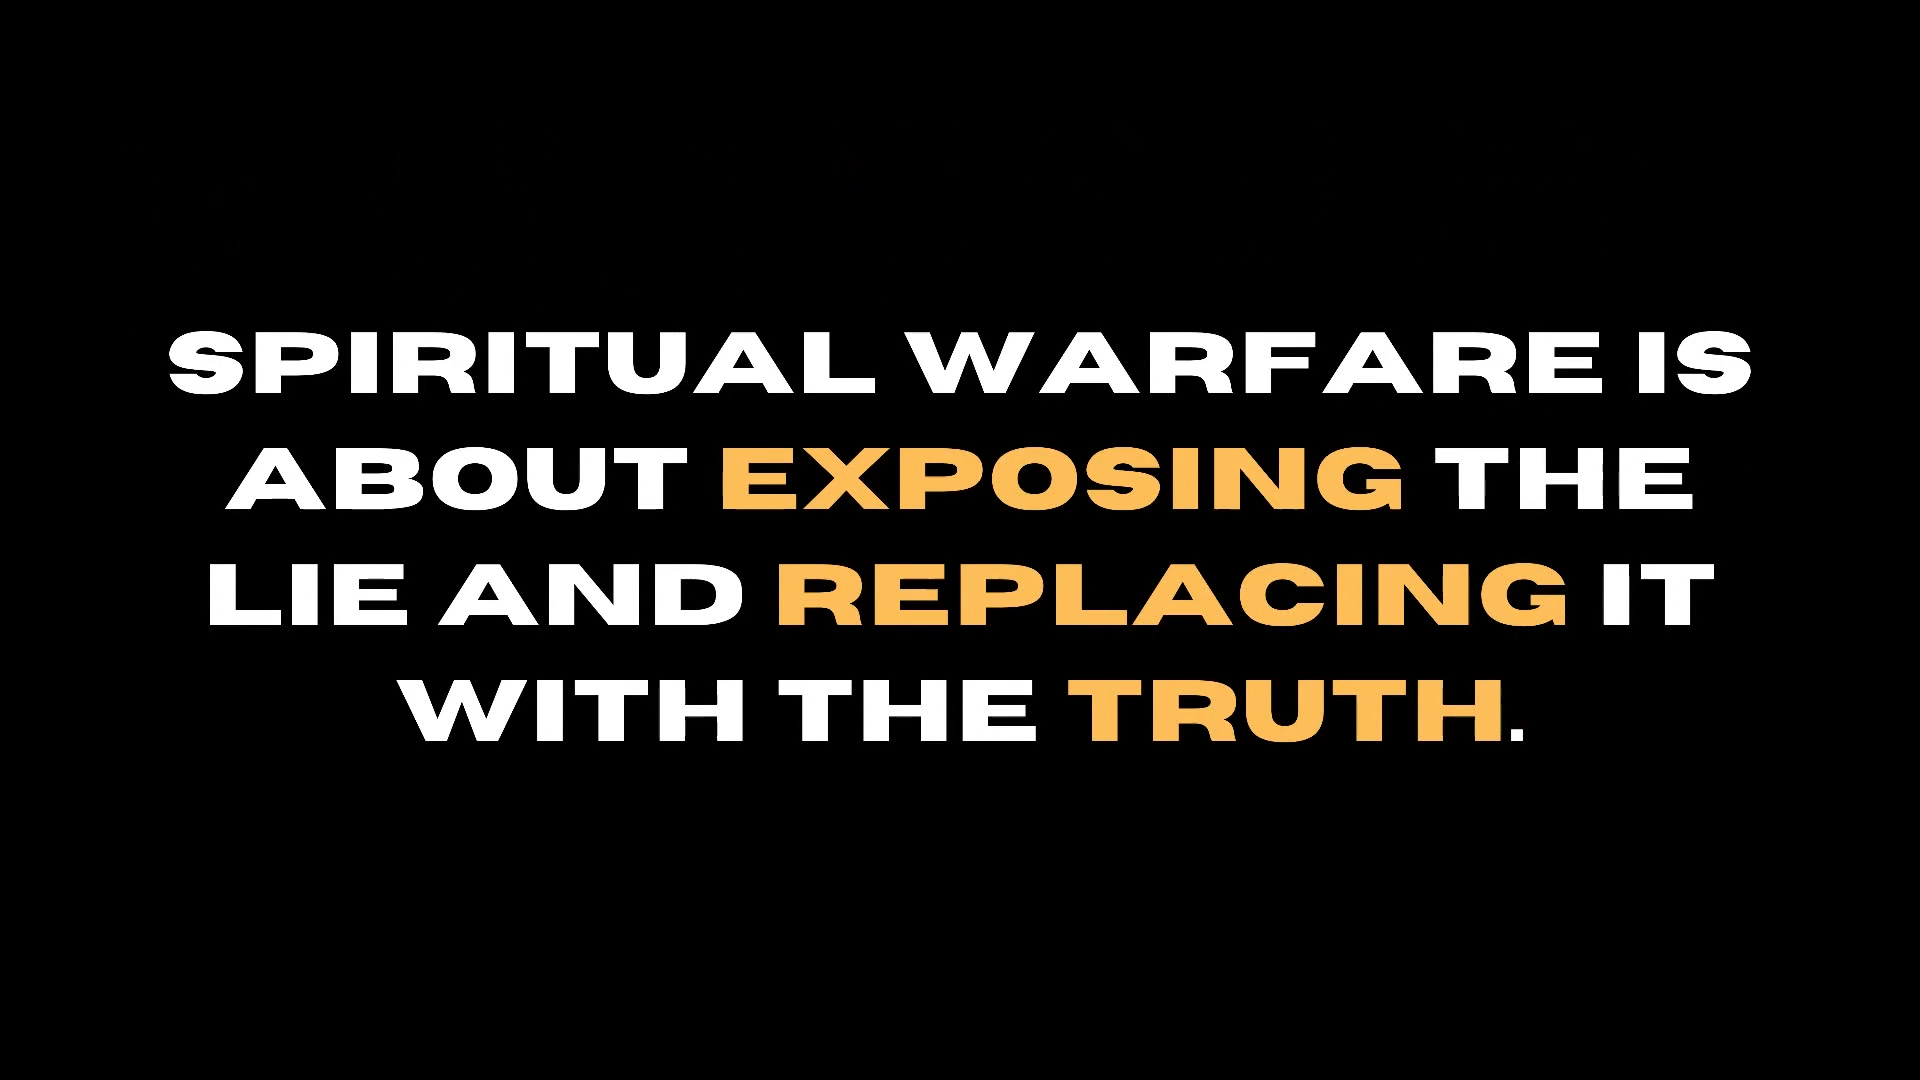 SPIRITUAL WARFARE IS
ABOUT EXPOSING THE
LIE AND REPLACING IT
WITH THE TRUTH.